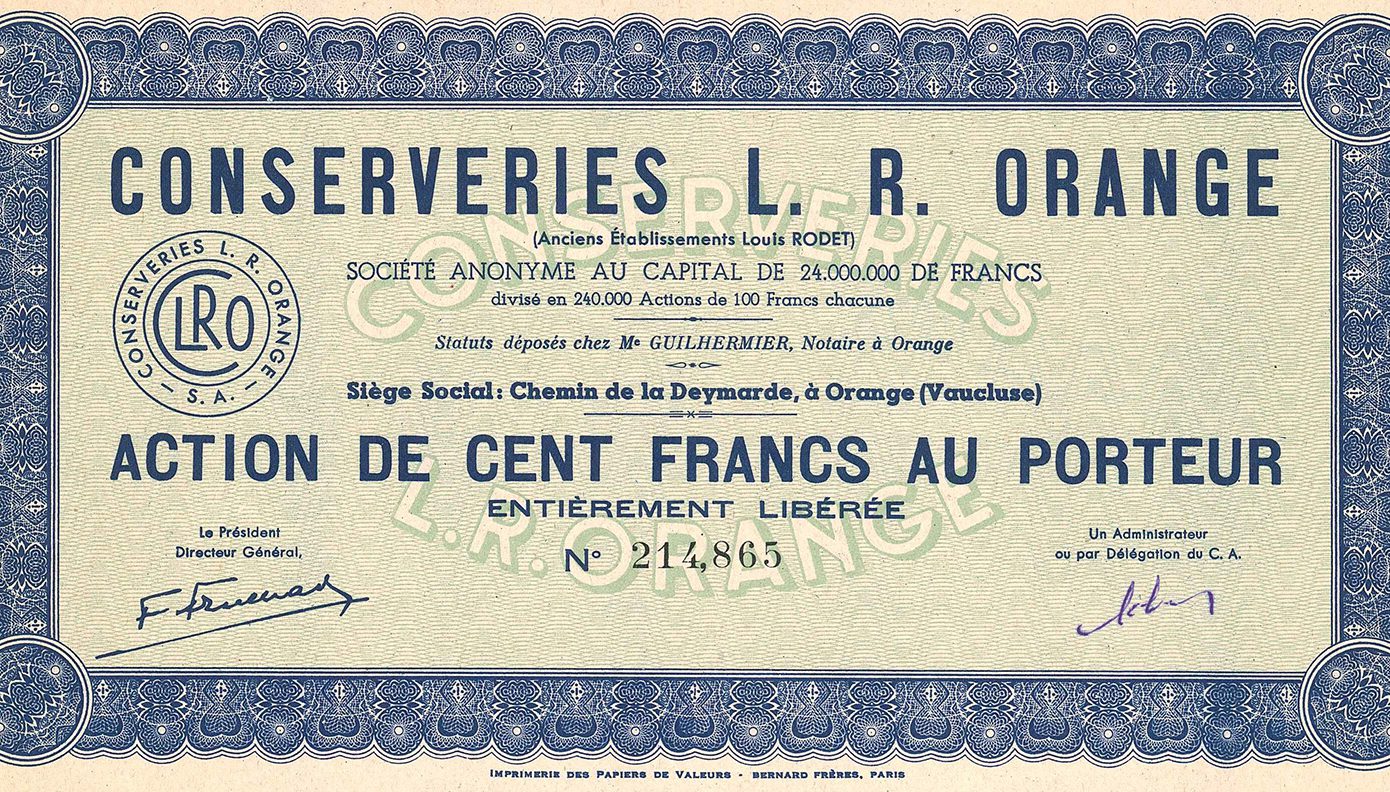 CONSERVERIES L. R. ORANGE
(Anciens Établissements Louis RODET)
SOCIÉTÉ ANONYME AU CAPITAL DE 24.000.000 DE FRANCS
divisé en 240.000 Actions de 100 Francs chacune
Statuts déposés chez Me GUILHERMIER, Notaire à Orange
Siège Social: Chemin de la Deymarde, à Orange (Vaucluse)
CONSERVERIES L. R. ORANGE
— S. A. —
CLRO
CONSERVERIES
L. R. ORANGE
ACTION DE CENT FRANCS AU PORTEUR
ENTIÈREMENT LIBÉRÉE
No 214,865
Le Président
Directeur Général,
Un Administrateur
ou par Délégation du C. A.
IMPRIMERIE DES PAPIERS DE VALEURS - BERNARD FRÈRES, PARIS